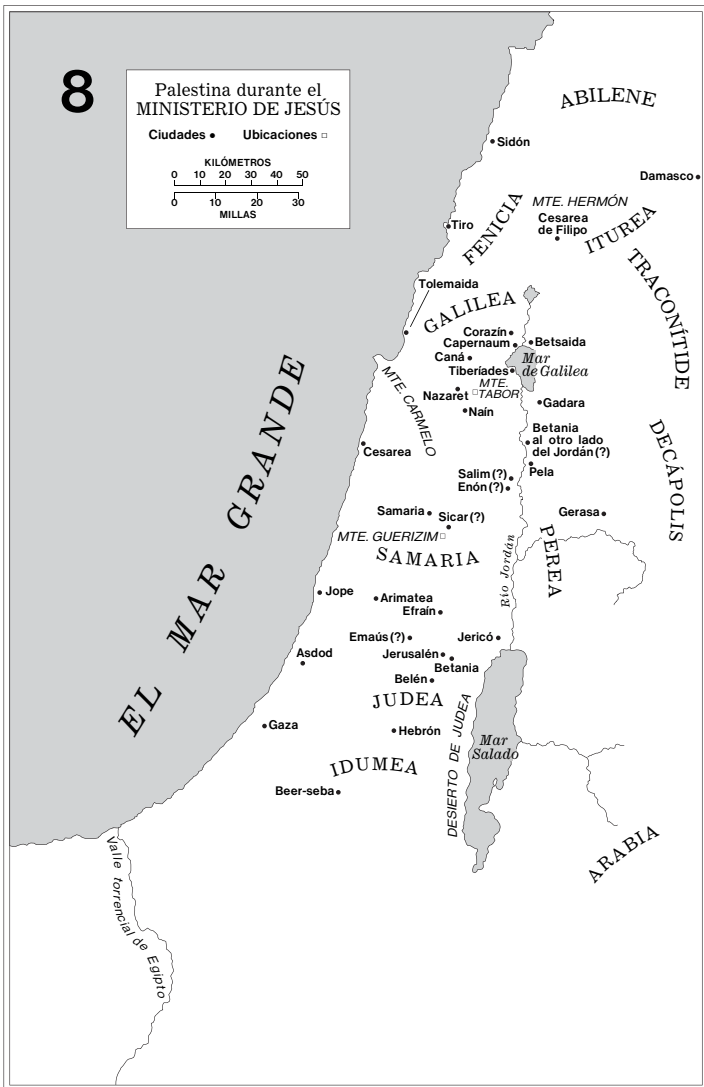 8
Palestina durante el
MINISTERIO DE JESÚS
Ciudades
Ubicaciones
KILÓMETROS
0 10 20 30 40 50
0 10 20 30
MILLAS
ABILENE
Sidón
Damasco
MTE. HERMÓN
Cesarea
de Filipo
ITUREA
Tiro
FENICIA
TRACONÍTIDE
Tolemaida
GALILEA
Corazín
Capernaum
Betsaida
Caná
Mar
de Galilea
Tiberíades
MTE. CARMELO
Nazaret
MTE.
TABOR
Naín
Gadara
Cesarea
Betania
al otro lado
del Jordán (?)
Pela
DECÁPOLIS
Salim (?)
Enón (?)
Samaria
Sicar (?)
Gerasa
MTE. GUERIZIM
SAMARIA
PEREA
Río Jordán
EL MAR GRANDE
Jope
Arimatea
Efraín
Emaús (?)
Jericó
Jerusalén
Betania
Asdod
Belén
JUDEA
DESIERTO DE JUDEA
Gaza
Hebrón
Mar
Salado
IDUMEA
Beer-seba
ARABIA
Valle torrencial de Egipto